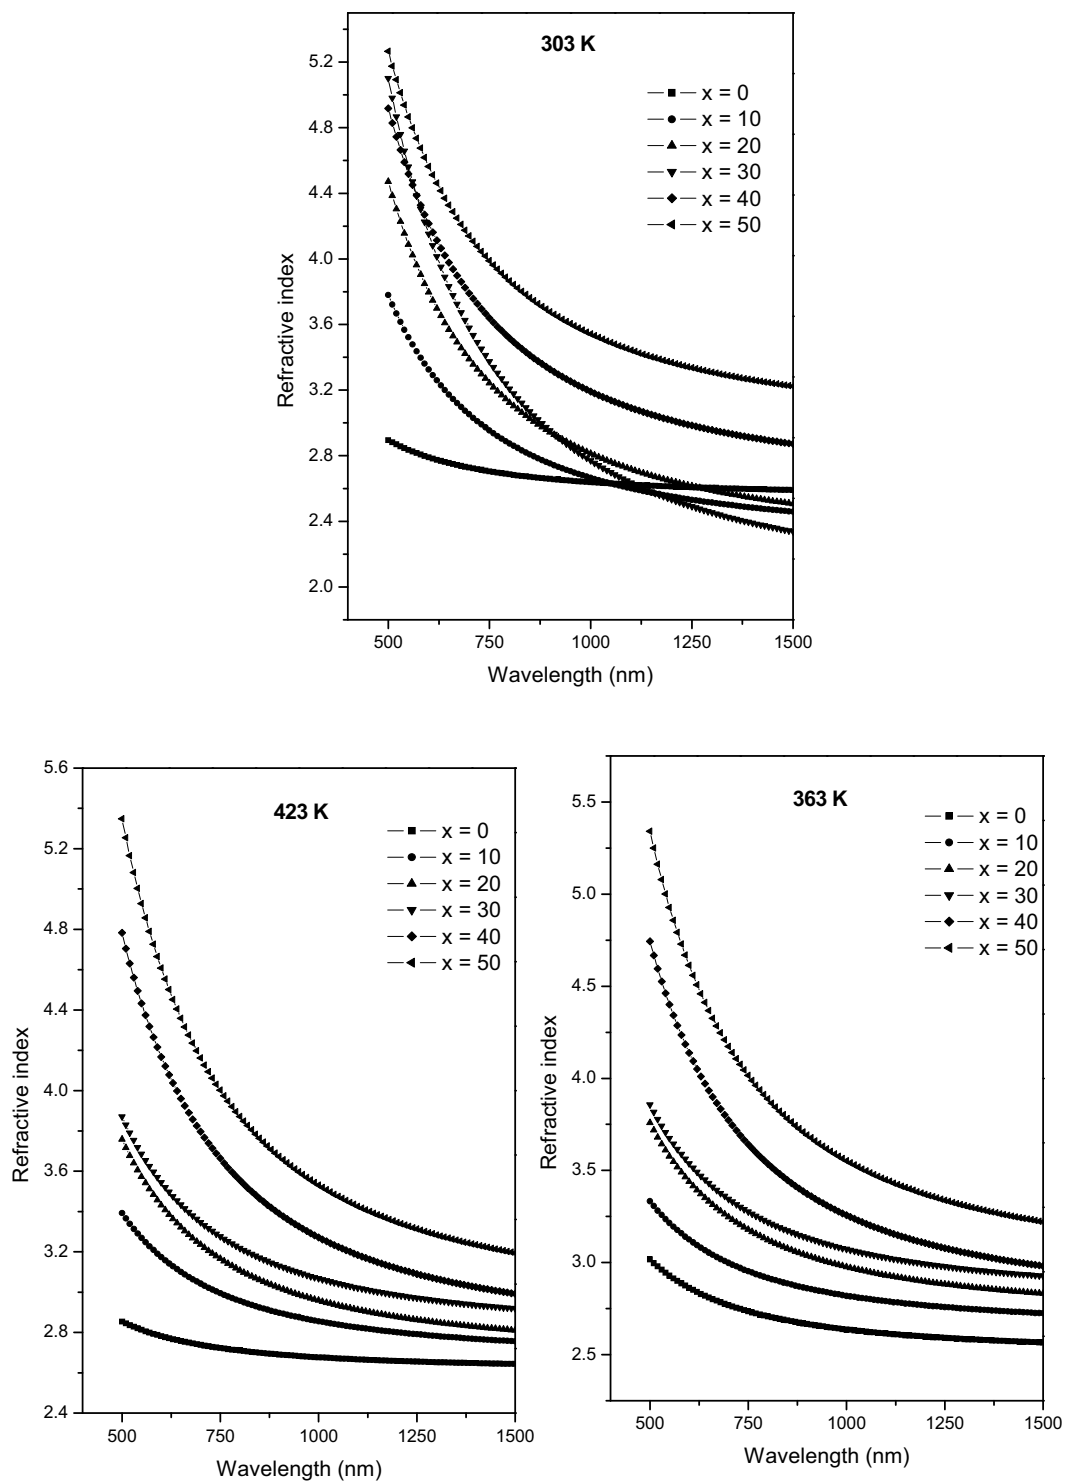 303 K
x = 0
x = 10
x = 20
x = 30
x = 40
x = 50
Refractive index
5.2
4.8
4.4
4.0
3.6
3.2
2.8
2.4
2.0
500 750 1000 1250 1500
Wavelength (nm)
423 K
x = 0
x = 10
x = 20
x = 30
x = 40
x = 50
Refractive index
5.6
5.2
4.8
4.4
4.0
3.6
3.2
2.8
2.4
500 750 1000 1250 1500
Wavelength (nm)
363 K
x = 0
x = 10
x = 20
x = 30
x = 40
x = 50
Refractive index
5.5
5.0
4.5
4.0
3.5
3.0
2.5
500 750 1000 1250 1500
Wavelength (nm)